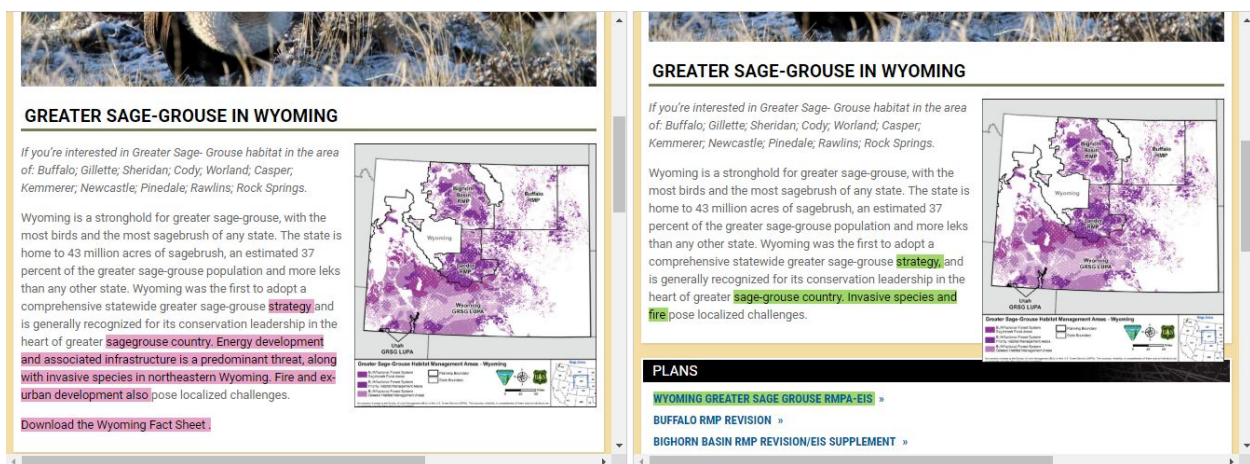 GREATER SAGE-GROUSE IN WYOMING
If you're interested in Greater Sage- Grouse habitat in the area
of: Buffalo; Gillette; Sheridan; Cody; Worland; Casper;
Kemmerer; Newcastle; Pinedale; Rawlins; Rock Springs.
Wyoming is a stronghold for greater sage-grouse, with the
most birds and the most sagebrush of any state. The state is
home to 43 million acres of sagebrush, an estimated 37
percent of the greater sage-grouse population and more leks
than any other state. Wyoming was the first to adopt a
comprehensive statewide greater sage-grouse strategy and
is generally recognized for its conservation leadership in the
heart of greater sagegrouse country. Energy development
and associated infrastructure is a predominant threat, along
with invasive species in northeastern Wyoming. Fire and ex-
urban development also pose localized challenges.
Download the Wyoming Fact Sheet .
Bighorn
Basin
RMP
Buffalo
RMP
Wyoming
Lander
RMP
Wyoming
GRSG LUPA
Utah
GRSG LUPA
Greater Sage-Grouse Habitat Management Areas - Wyoming
GREATER SAGE-GROUSE IN WYOMING
If you're interested in Greater Sage- Grouse habitat in the area
of: Buffalo; Gillette; Sheridan; Cody; Worland; Casper;
Kemmerer; Newcastle; Pinedale; Rawlins; Rock Springs.
Wyoming is a stronghold for greater sage-grouse, with the
most birds and the most sagebrush of any state. The state is
home to 43 million acres of sagebrush, an estimated 37
percent of the greater sage-grouse population and more leks
than any other state. Wyoming was the first to adopt a
comprehensive statewide greater sage-grouse strategy, and
is generally recognized for its conservation leadership in the
heart of greater sage-grouse country. Invasive species and
fire pose localized challenges.
Bighorn
Basin
RMP
Buffalo
RMP
Wyoming
Lander
RMP
Wyoming
GRSG LUPA
Utah
GRSG LUPA
Greater Sage-Grouse Habitat Management Areas - Wyoming
PLANS
WYOMING GREATER SAGE GROUSE RMPA-EIS »
BUFFALO RMP REVISION »
BIGHORN BASIN RMP REVISION/EIS SUPPLEMENT »